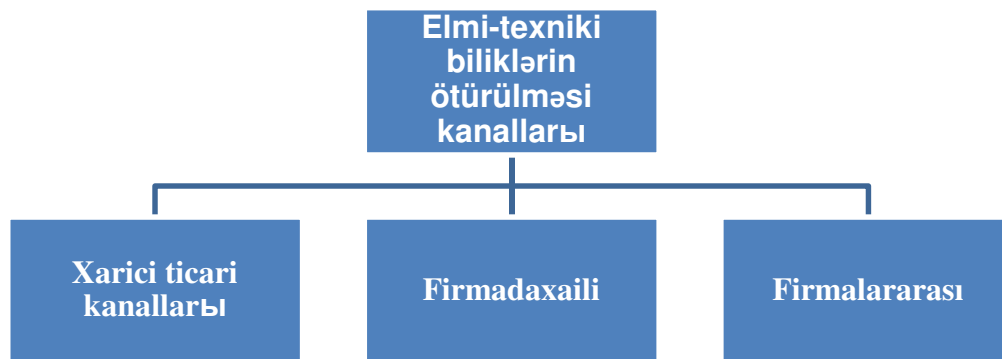 Elmi-texniki
biliklərin
ötürülməsi
kanallarы
Xarici ticari
kanallarы
Firmadaxaili
Firmalararası